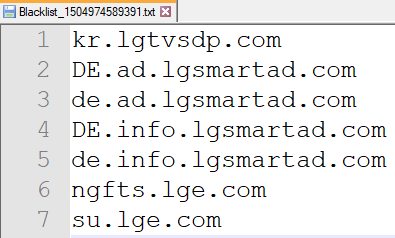 Blacklist_1504974589391.txt
1 kr.lgtvsdp.com
2 DE.ad.lgsmartad.com
3 de.ad.lgsmartad.com
4 DE.info.lgsmartad.com
5 de.info.lgsmartad.com
6 ngfts.lge.com
7 su.lge.com